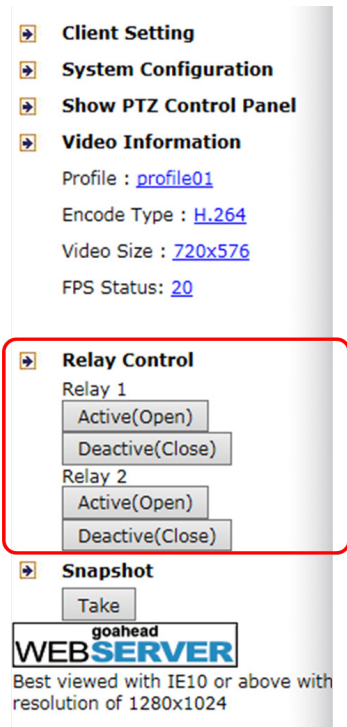 Client Setting
System Configuration
Show PTZ Control Panel
Video Information
Profile : profile01
Encode Type : H.264
Video Size : 720x576
FPS Status: 20
Relay Control
Relay 1
Active(Open)
Deactive(Close)
Relay 2
Active(Open)
Deactive(Close)
Snapshot
Take
goahead
WEBSERVER
Best viewed with IE10 or above with
resolution of 1280x1024